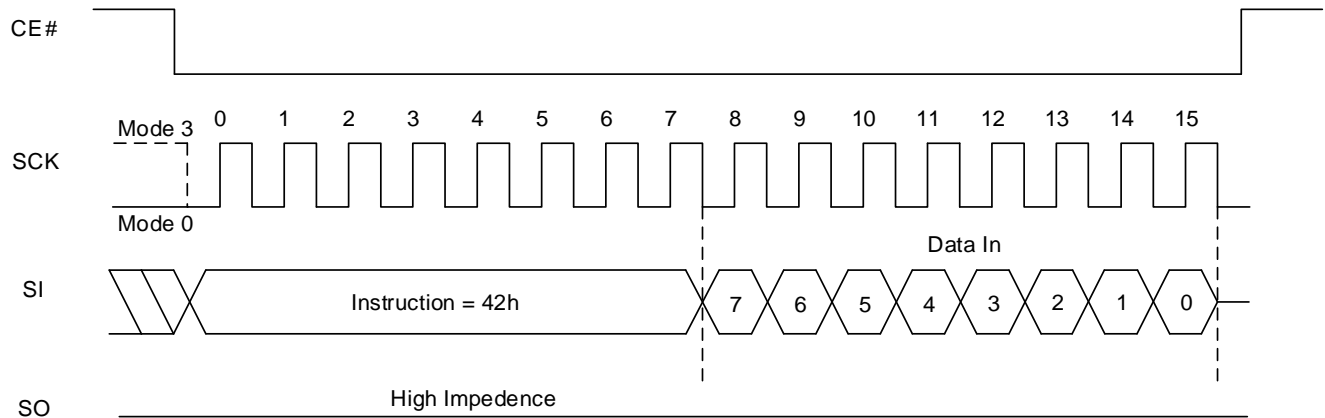 CE#
Mode 3
0 1 2 3 4 5 6 7 8 9 10 11 12 13 14 15
SCK
Mode 0
Data In
SI
Instruction = 42h
7 6 5 4 3 2 1 0
High Impedence
SO